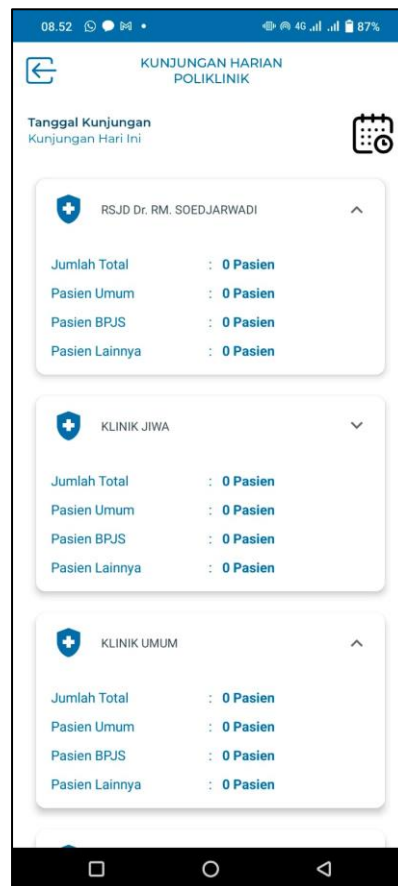 08.52 4G 87%
KUNJUNGAN HARIAN
POLIKLINIK
Tanggal Kunjungan
Kunjungan Hari Ini
RSJD Dr. RM. SOEDJARWADI
Jumlah Total : 0 Pasien
Pasien Umum : 0 Pasien
Pasien BPJS : 0 Pasien
Pasien Lainnya : 0 Pasien
KLINIK JIWA
Jumlah Total : 0 Pasien
Pasien Umum : 0 Pasien
Pasien BPJS : 0 Pasien
Pasien Lainnya : 0 Pasien
KLINIK UMUM
Jumlah Total : 0 Pasien
Pasien Umum : 0 Pasien
Pasien BPJS : 0 Pasien
Pasien Lainnya : 0 Pasien